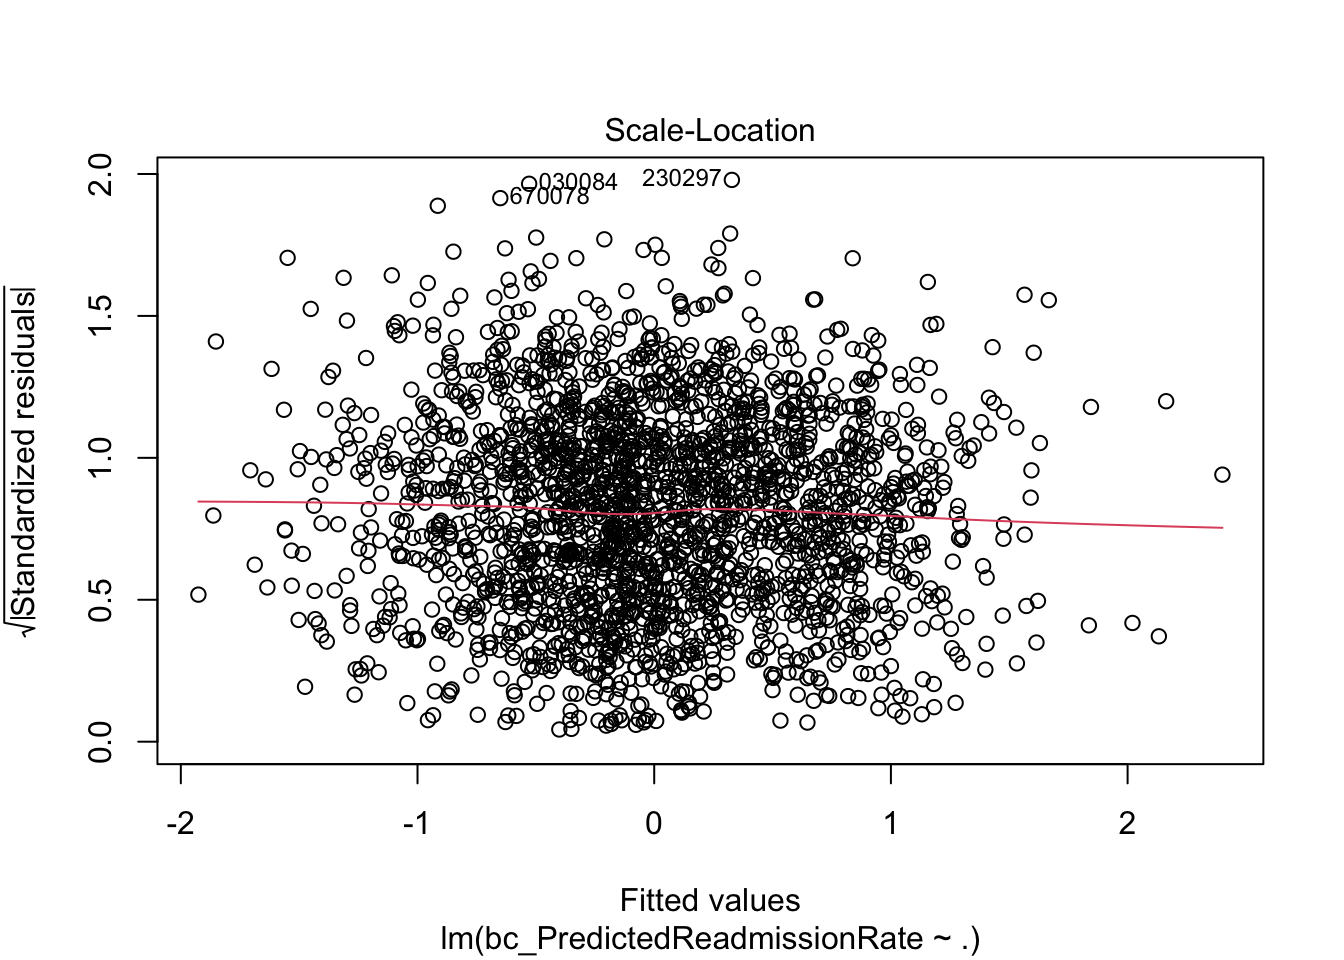 Scale-Location
√|Standardized residuals|
2.0
1.5
1.0
0.5
0.0
030084
230297
670078
-2 -1 0 1 2
Fitted values
lm(bc_PredictedReadmissionRate ~ .)